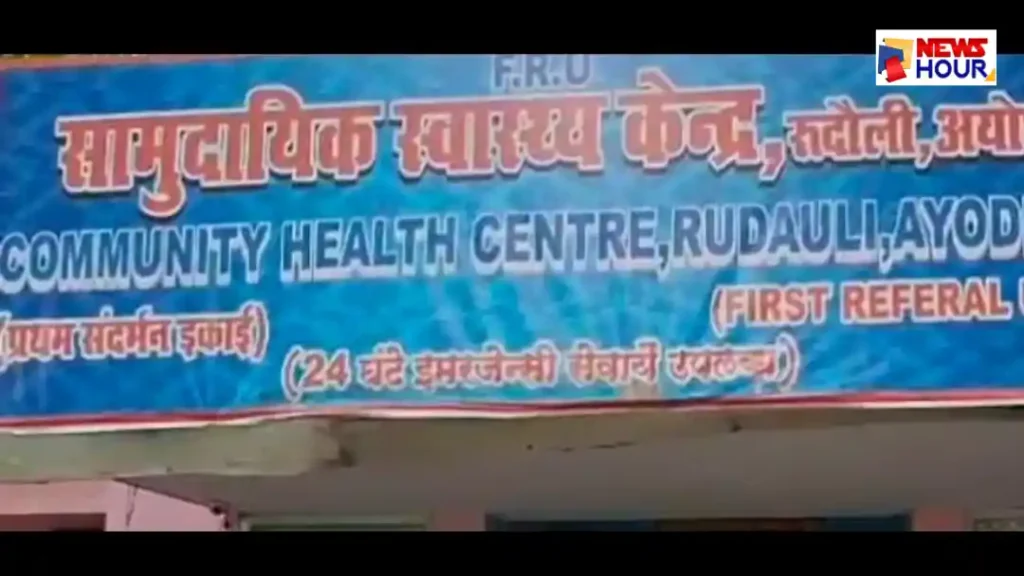 NEWS
HOUR
F.R.U
सामुदायिक स्वास्थ्य केन्द्र, रुदौली, अयो
COMMUNITY HEALTH CENTRE,RUDAULI,AYOD
(FIRST REFERAL
(प्रथम संदर्भन इकाई)
(24 घंटे इमरजेन्सी सेवायें उपलब्ध)